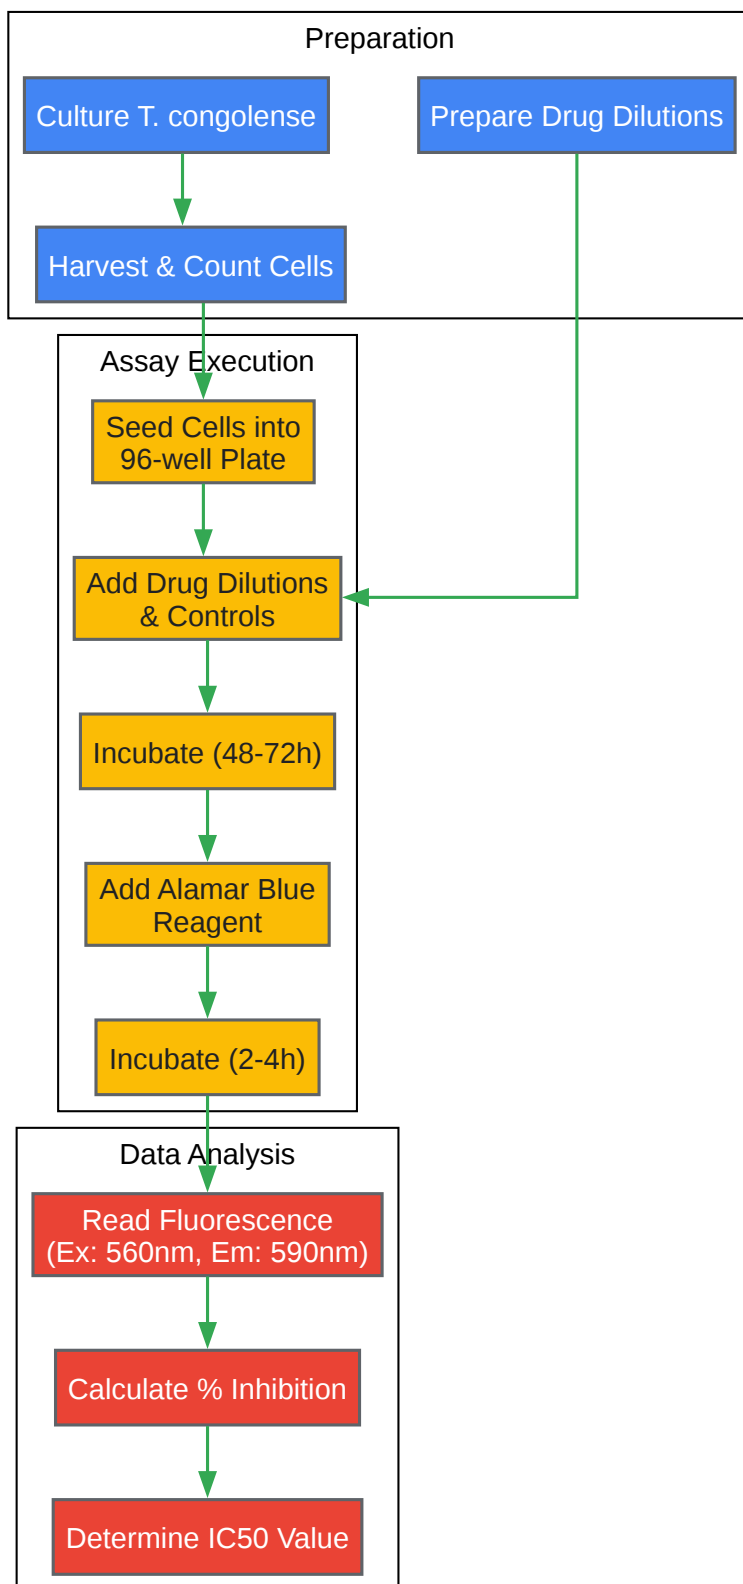 Preparation
Culture T. congolense
Prepare Drug Dilutions
Harvest & Count Cells
Assay Execution
Seed Cells into
96-well Plate
Add Drug Dilutions
& Controls
Incubate (48-72h)
Add Alamar Blue
Reagent
Incubate (2-4h)
Data Analysis
Read Fluorescence
(Ex: 560nm, Em: 590nm)
Calculate % Inhibition
Determine IC50 Value